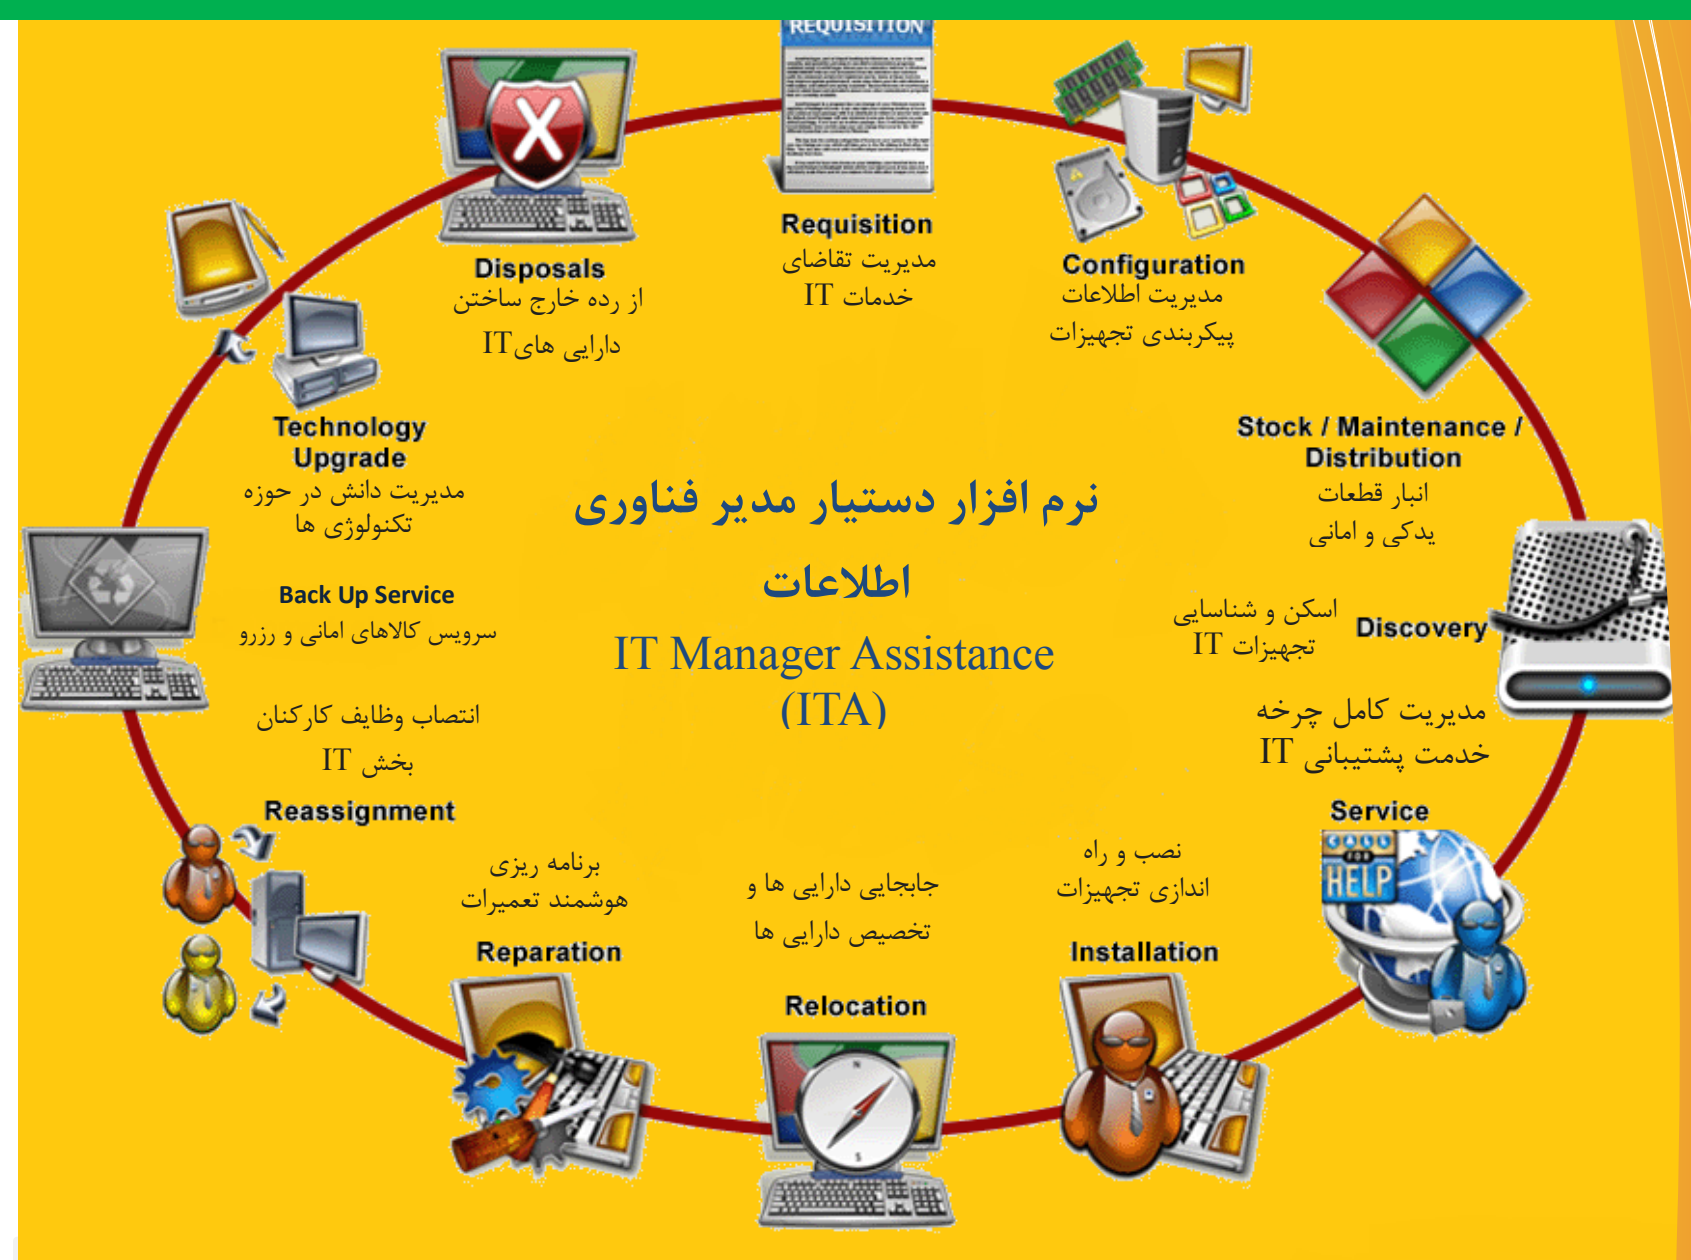 REQUISITION
Requisition
مدیریت تقاضای
خدمات IT
Configuration
مدیریت اطلاعات
پیکربندی تجهیزات
Stock / Maintenance /
Distribution
انبار قطعات
یدکی و امانی
Discovery
اسکن و شناسایی
تجهیزات IT
مدیریت کامل چرخه
خدمت پشتیبانی IT
Service
CALL
FOR
HELP
نصب و راه
اندازی تجهیزات
Installation
جابجایی دارایی ها و
تخصیص دارایی ها
Relocation
N
S
برنامه ریزی
هوشمند تعمیرات
Reparation
انتصاب وظایف کارکنان
بخش IT
Reassignment
Back Up Service
سرویس کالاهای امانی و رزرو
Technology
Upgrade
مدیریت دانش در حوزه
تکنولوژی ها
X
Disposals
از رده خارج ساختن
دارایی هایIT
نرم افزار دستیار مدیر فناوری
اطلاعات
IT Manager Assistance
(ITA)